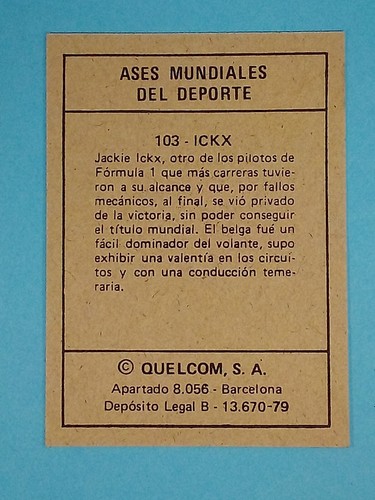 ASES MUNDIALES
DEL DEPORTE
103 - ICKX
Jackie Ickx, otro de los pilotos de
Fórmula 1 que más carreras tuvie-
ron a su alcance y que, por fallos
mecánicos, al final, se vió privado
de la victoria, sin poder conseguir
el título mundial. El belga fué un
fácil dominador del volante, supo
exhibir una valentía en los circuí-
tos y con una conducción teme-
raria.
© QUELCOM, S. A.
Apartado 8.056 - Barcelona
Depósito Legal B - 13.670-79